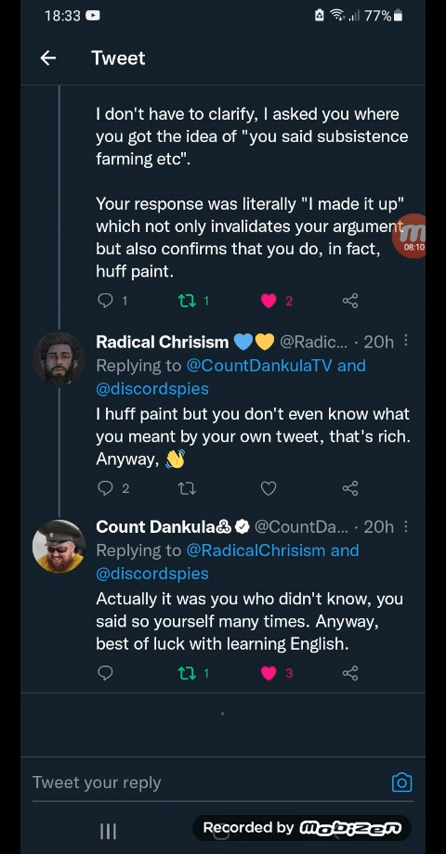 18:33
77%
Tweet
I don't have to clarify, I asked you where
you got the idea of "you said subsistence
farming etc".
Your response was literally "I made it up"
which not only invalidates your argument
but also confirms that you do, in fact,
huff paint.
08:10
1
1
2
Radical Chrisism 💙💛 @Radic... · 20h
Replying to @CountDankulaTV and
@discordspies
I huff paint but you don't even know what
you meant by your own tweet, that's rich.
Anyway, 👋
2
Count Dankula @CountDa... · 20h
Replying to @RadicalChrisism and
@discordspies
Actually it was you who didn't know, you
said so yourself many times. Anyway,
best of luck with learning English.
1
3
Tweet your reply
Recorded by mobizen